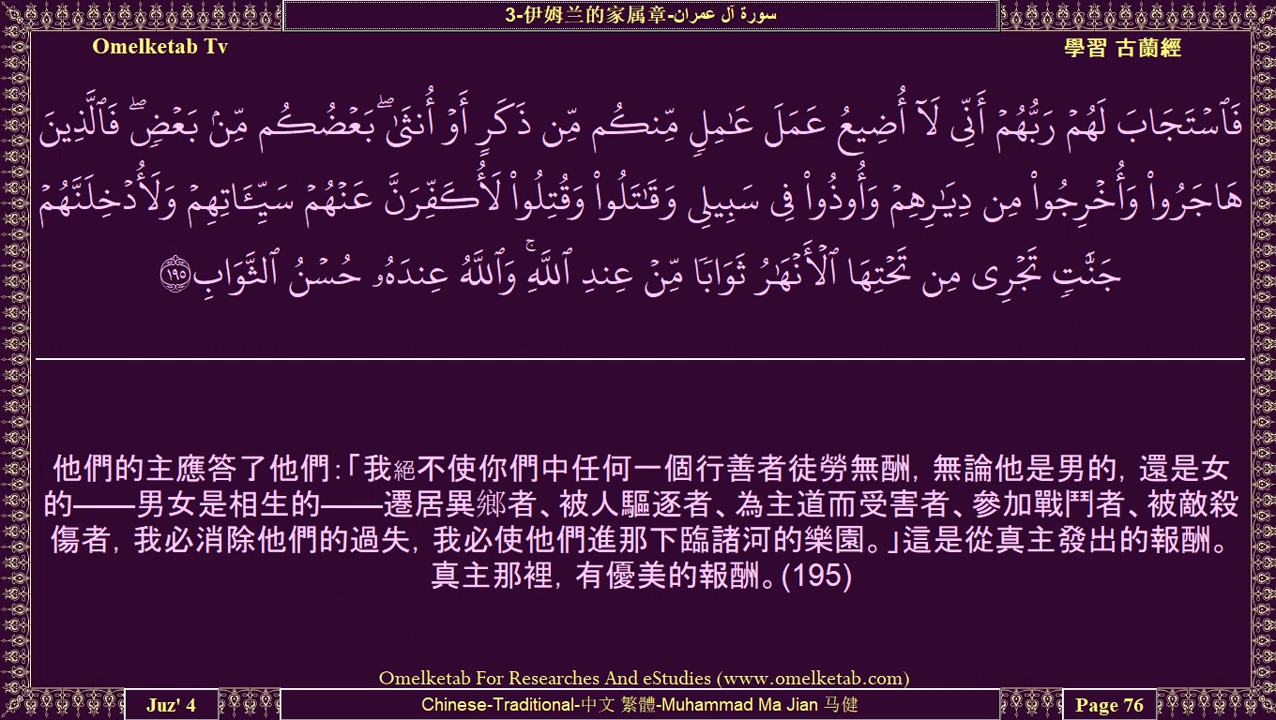 3-伊姆兰的家属章-سورة آل عمران
Omelketab Tv
學習 古蘭經
فَٱسۡتَجَابَ لَهُمۡ رَبُّهُمۡ أَنِّي لَآ أُضِيعُ عَمَلَ عَٰمِلٖ مِّنكُم مِّن ذَكَرٍ أَوۡ أُنثَىٰۖ بَعۡضُكُم مِّنۢ بَعۡضٖۖ فَٱلَّذِينَ
هَاجَرُواْ وَأُخۡرِجُواْ مِن دِيَٰرِهِمۡ وَأُوذُواْ فِي سَبِيلِي وَقَٰتَلُواْ وَقُتِلُواْ لَأُكَفِّرَنَّ عَنۡهُمۡ سَيِّـَٔاتِهِمۡ وَلَأُدۡخِلَنَّهُمۡ
جَنَّٰتٖ تَجۡرِي مِن تَحۡتِهَا ٱلۡأَنۡهَٰرُ ثَوَابٗا مِّنۡ عِندِ ٱللَّهِۚ وَٱللَّهُ عِندَهُۥ حُسۡنُ ٱلثَّوَابِ ١٩٥
他們的主應答了他們:「我絕不使你們中任何一個行善者徒勞無酬, 無論他是男的, 還是女
的——男女是相生的——遷居異鄉者、被人驅逐者、為主道而受害者、參加戰鬥者、被敵殺
傷者, 我必消除他們的過失, 我必使他們進那下臨諸河的樂園。」這是從真主發出的報酬。
真主那裡, 有優美的報酬。(195)
Omelketab For Researches And eStudies (www.omelketab.com)
Juz' 4
Chinese-Traditional-中文 繁體-Muhammad Ma Jian 马健
Page 76